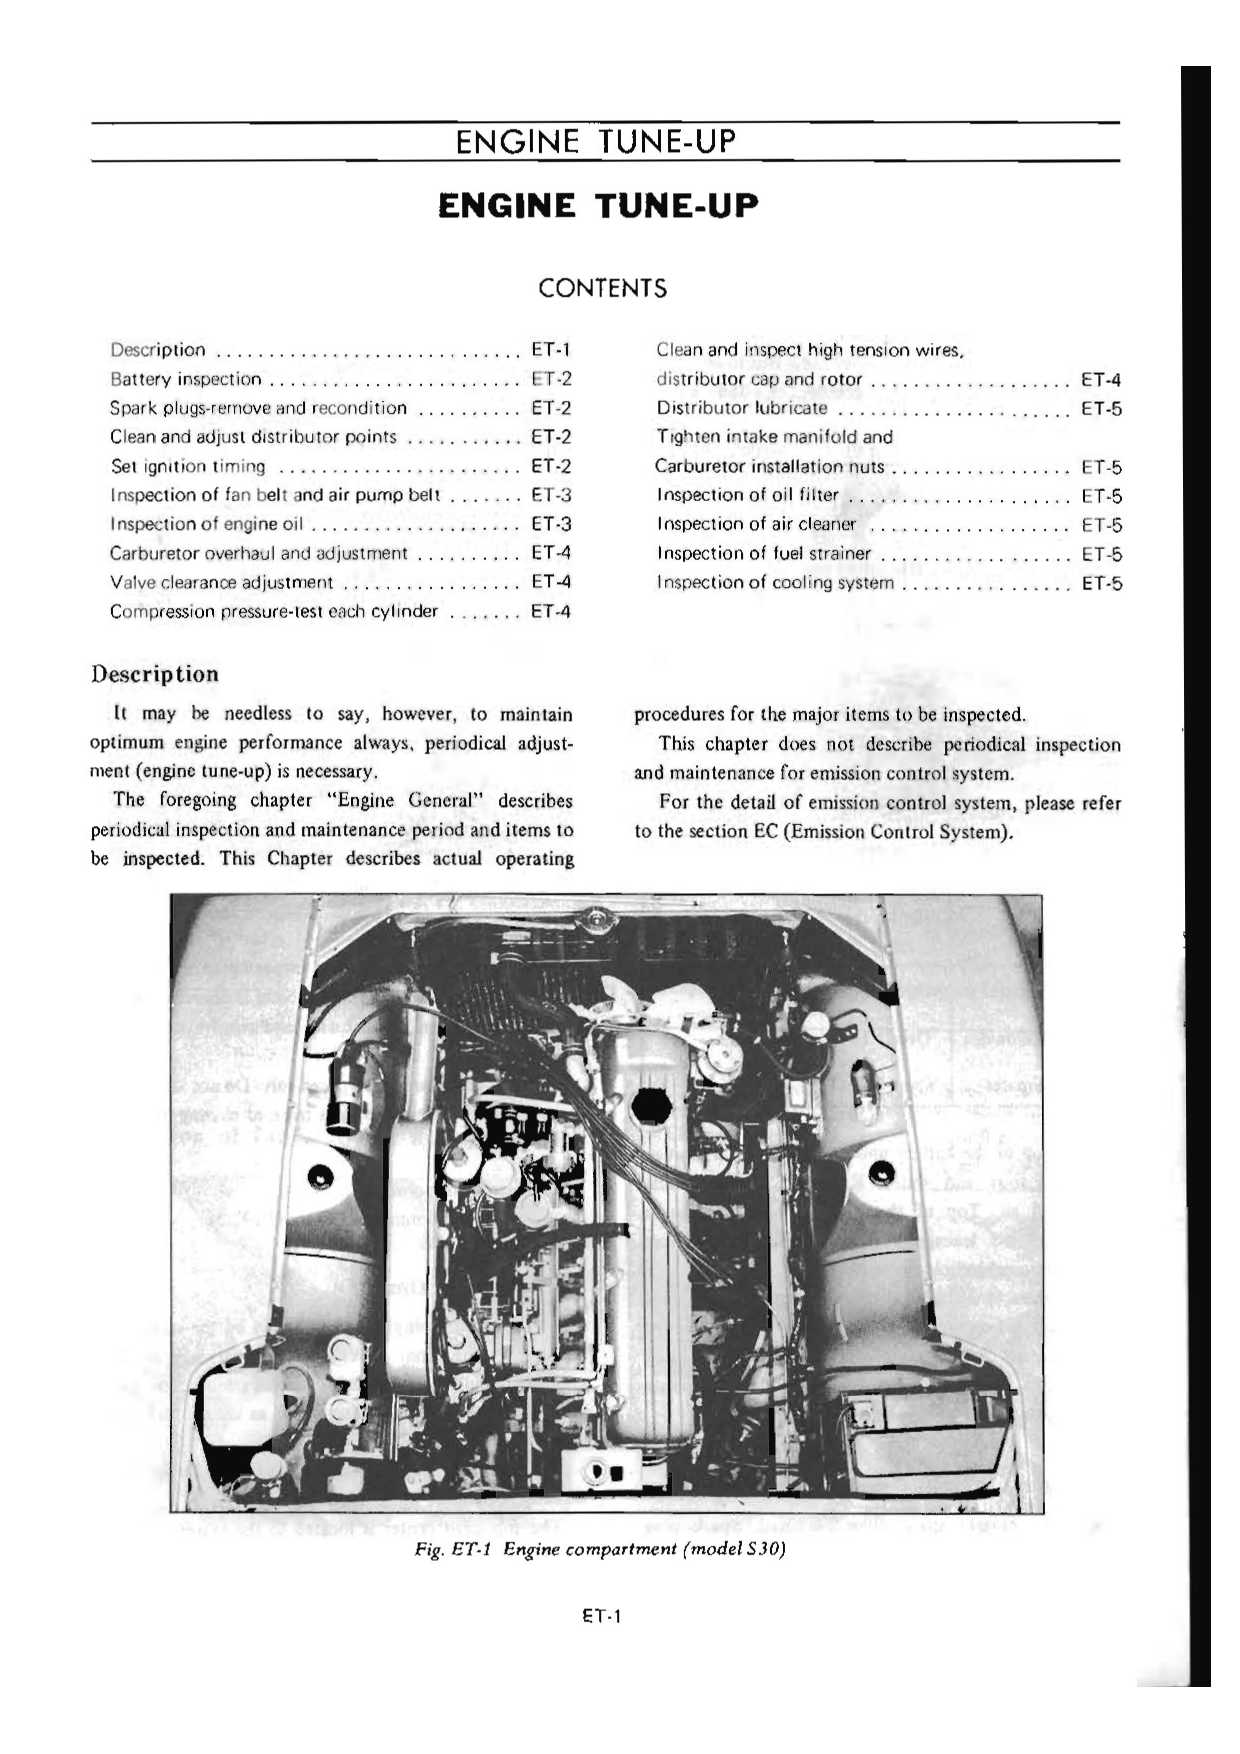 ENGINE TUNE-UP
ENGINE TUNE-UP
CONTENTS
Description ............................. ET-1
Battery inspection ........................ ET-2
Spark plugs-remove and recondition .......... ET-2
Clean and adjust distributor points ........... ET-2
Set ignition timing ....................... ET-2
Inspection of fan belt and air pump belt ....... ET-3
Inspection of engine oil .................... ET-3
Carburetor overhaul and adjustment .......... ET-4
Valve clearance adjustment ................. ET-4
Compression pressure-test each cylinder ....... ET-4
Clean and inspect high tension wires,
distributor cap and rotor ................... ET-4
Distributor lubricate ...................... ET-5
Tighten intake manifold and
Carburetor installation nuts ................. ET-5
Inspection of oil filter ..................... ET-5
Inspection of air cleaner ................... ET-5
Inspection of fuel strainer .................. ET-5
Inspection of cooling system ................ ET-5
Description
It may be needless to say, however, to maintain
optimum engine performance always, periodical adjust-
ment (engine tune-up) is necessary.
The foregoing chapter "Engine General" describes
periodical inspection and maintenance period and items to
be inspected. This Chapter describes actual operating
procedures for the major items to be inspected.
This chapter does not describe periodical inspection
and maintenance for emission control system.
For the detail of emission control system, please refer
to the section EC (Emission Control System).
Fig. ET-1 Engine compartment (model S30)
ET-1